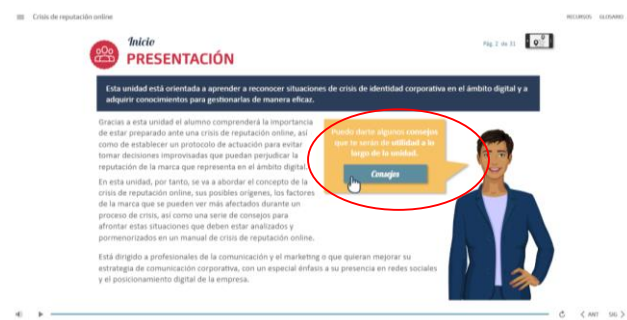 Crisis de reputación online
RECURSOS GLOSARIO
Inicio
Pág. 2 de 31
PRESENTACIÓN
Esta unidad está orientada a aprender a reconocer situaciones de crisis de identidad corporativa en el ámbito digital y a
adquirir conocimientos para gestionarlas de manera eficaz.
Gracias a esta unidad el alumno comprenderá la importancia
de estar preparado ante una crisis de reputación online, así
como de establecer un protocolo de actuación para evitar
tomar decisiones improvisadas que puedan perjudicar la
reputación de la marca que representa en el ámbito digital.
En esta unidad, por tanto, se va a abordar el concepto de la
crisis de reputación online, sus posibles orígenes, los factores
de la marca que se pueden ver más afectados durante un
proceso de crisis, así como una serie de consejos para
afrontar estas situaciones que deben estar analizados y
pormenorizados en un manual de crisis de reputación online.
Puedo darte algunos consejos
que te serán de utilidad a lo
largo de la unidad.
Consejos
Está dirigido a profesionales de la comunicación y el marketing o que quieran mejorar su
estrategia de comunicación corporativa, con un especial énfasis a su presencia en redes sociales
y el posicionamiento digital de la empresa.
ANT SIG